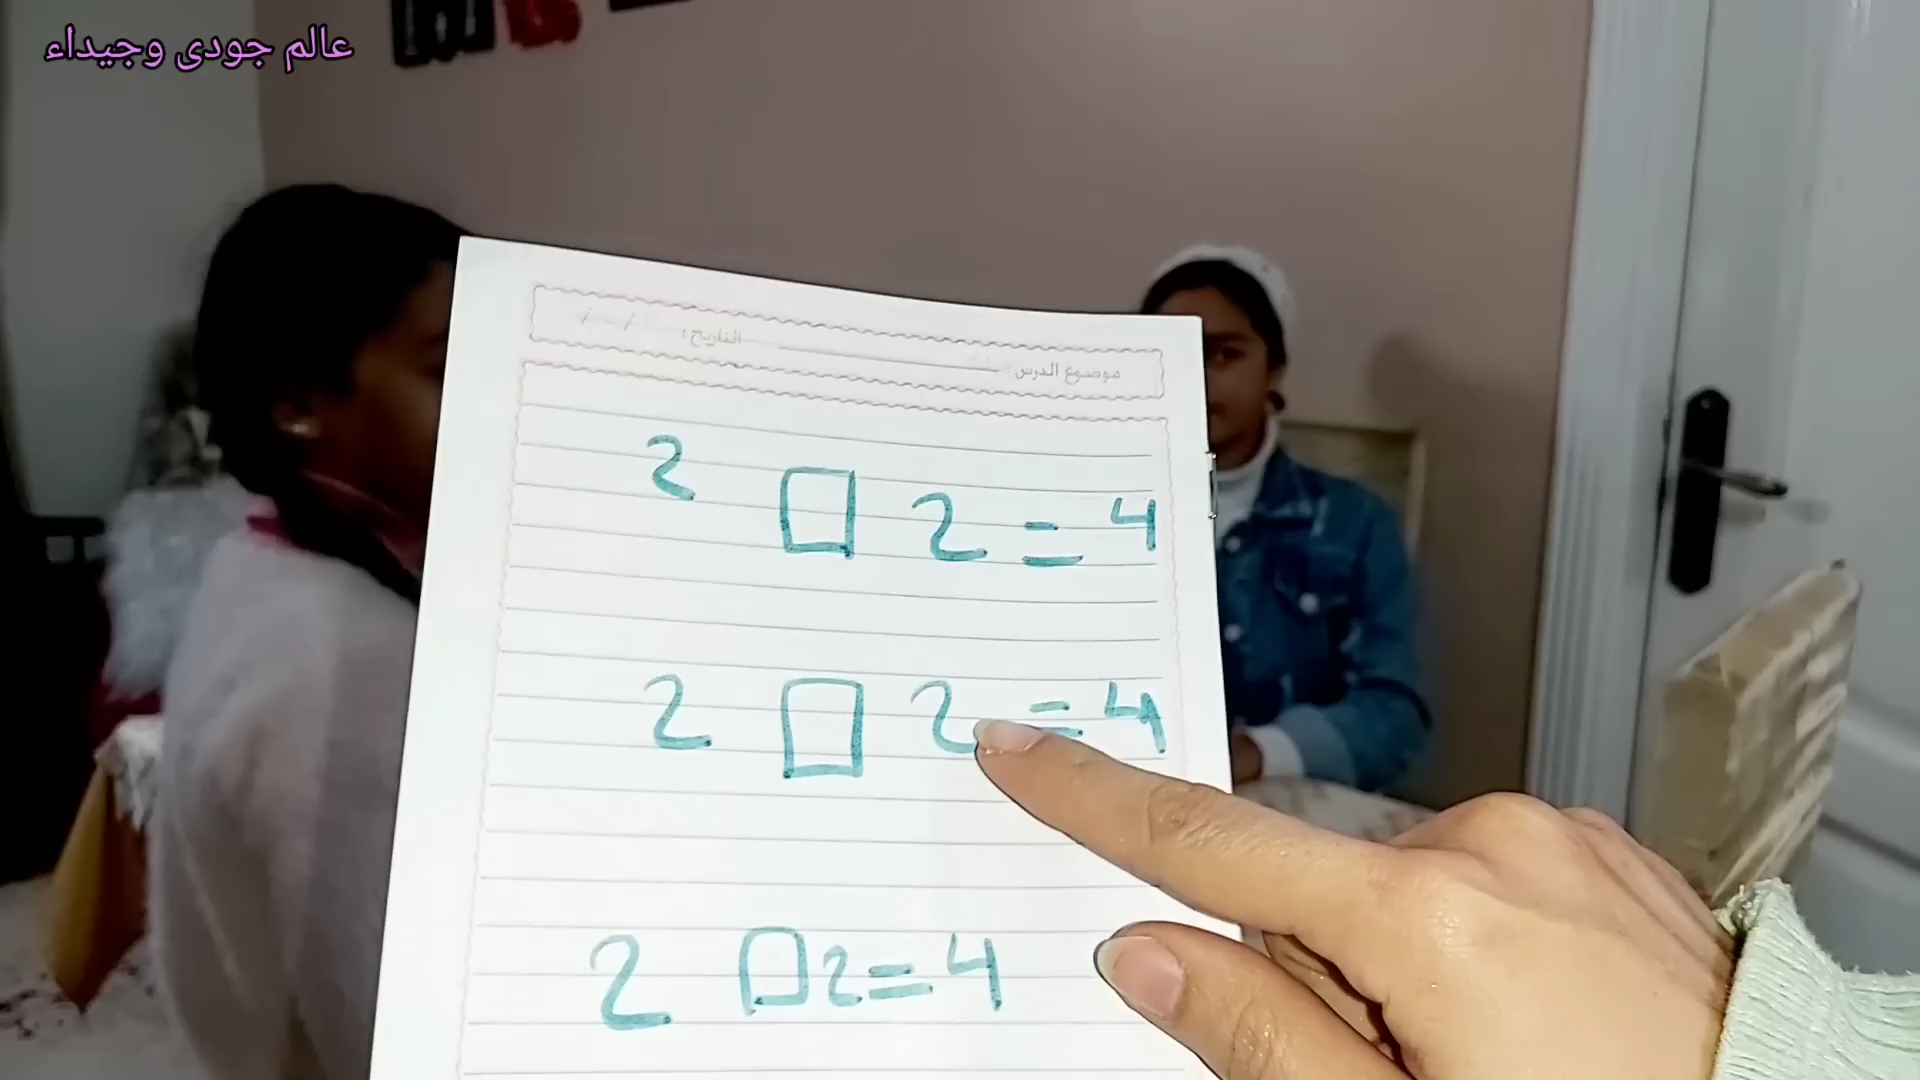 عالم جودى وجيداء
موضوع الدرس : التاريخ : / /
2 □ 2 = 4
2 □ 2 = 4
2 □ 2 = 4